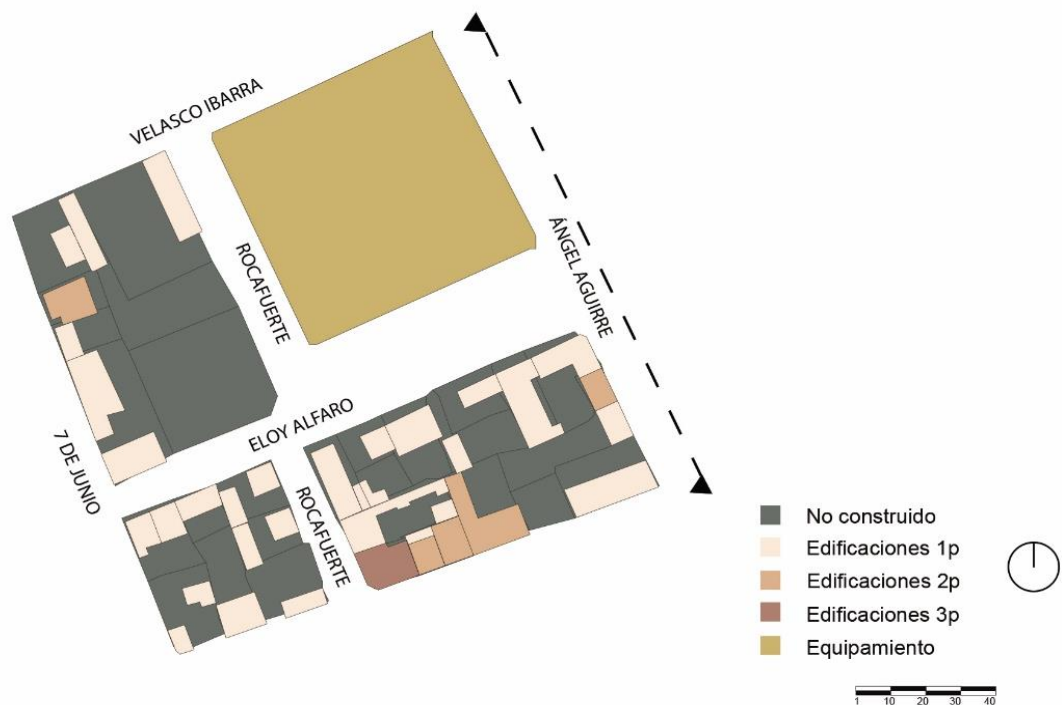 VELASCO IBARRA
ROCAFUERTE
ÁNGEL AGUIRRE
ELOY ALFARO
7 DE JUNIO
ROCAFUERTE
No construido
Edificaciones 1p
Edificaciones 2p
Edificaciones 3p
Equipamiento
1 10 20 30 40